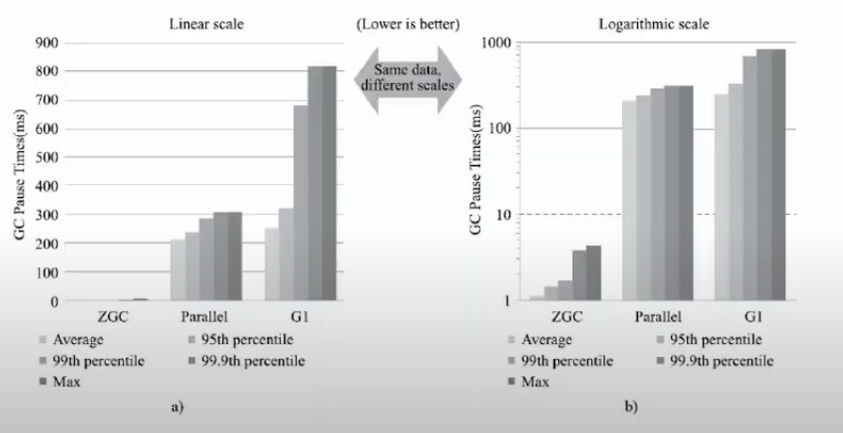 Linear scale
(Lower is better)
Logarithmic scale
Same data,
different scales
GC Pause Times(ms)
900
800
700
600
500
400
300
200
100
0
ZGC
Parallel
G1
Average
95th percentile
99th percentile
99.9th percentile
Max
a)
GC Pause Times(ms)
1000
100
10
1
ZGC
Parallel
G1
Average
95th percentile
99th percentile
99.9th percentile
Max
b)